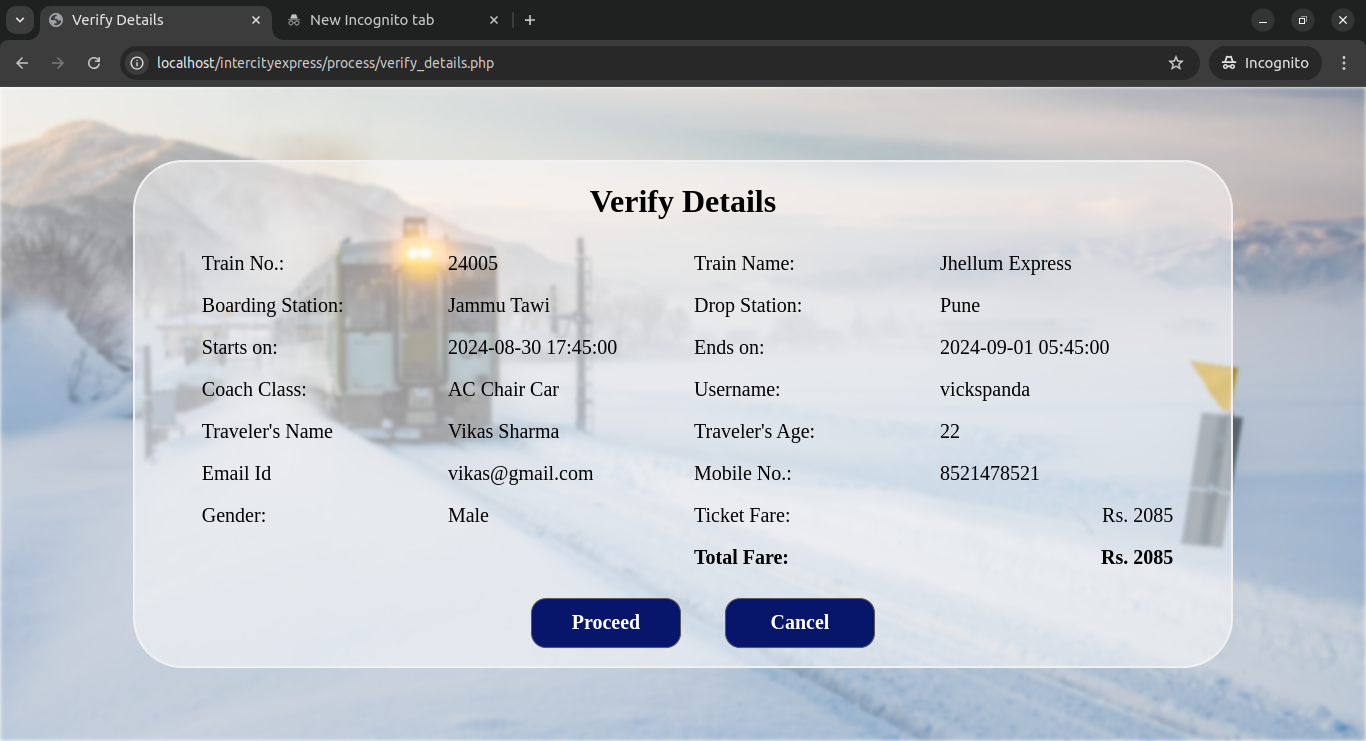 Verify Details
New Incognito tab
localhost/intercityexpress/process/verify_details.php
Incognito
Verify Details
Train No.: 24005 Train Name: Jhellum Express
Boarding Station: Jammu Tawi Drop Station: Pune
Starts on: 2024-08-30 17:45:00 Ends on: 2024-09-01 05:45:00
Coach Class: AC Chair Car Username: vickspanda
Traveler's Name Vikas Sharma Traveler's Age: 22
Email Id vikas@gmail.com Mobile No.: 8521478521
Gender: Male Ticket Fare: Rs. 2085
Total Fare: Rs. 2085
Proceed Cancel